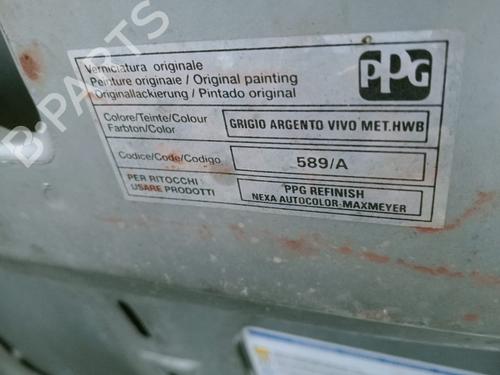 B-PARTS
Verniciatura originale
Peinture originaie / Original painting
Originallackierung / Pintado original
PPG
Colore/Teinte/Colour
Farbton/Color
GRIGIO ARGENTO VIVO MET.HWB
Codice/Code/Codigo
589/A
PER RITOCCHI
USARE PRODOTTI
PPG REFINISH
NEXA AUTOCOLOR-MAXMEYER